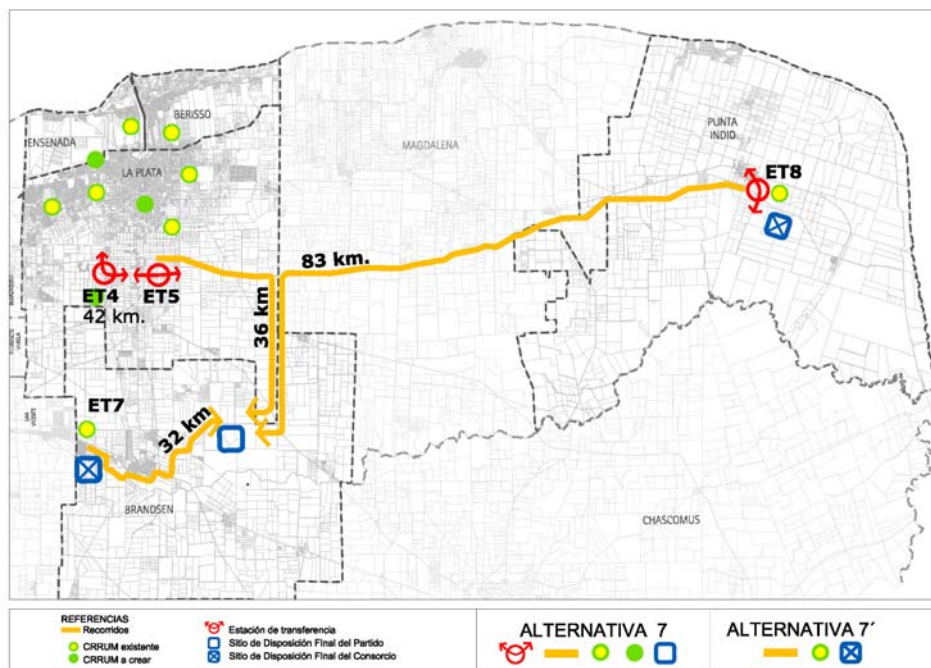 BERISSO
ENSENADA
LA PLATA
MAGDALENA
PUNTA
INDIO
ET8
83 km.
36 km
ET4
ET5
42 km.
ET7
32 km
SAN
VICENTE
BRANDSEN
CHASCOMUS
REFERENCIAS
Recorridos
CRRUM existente
CRRUM a crear
Estación de transferencia
Sitio de Disposición FInal del Partido
Sitio de Disposición FInal del Consorcio
ALTERNATIVA 7
ALTERNATIVA 7´